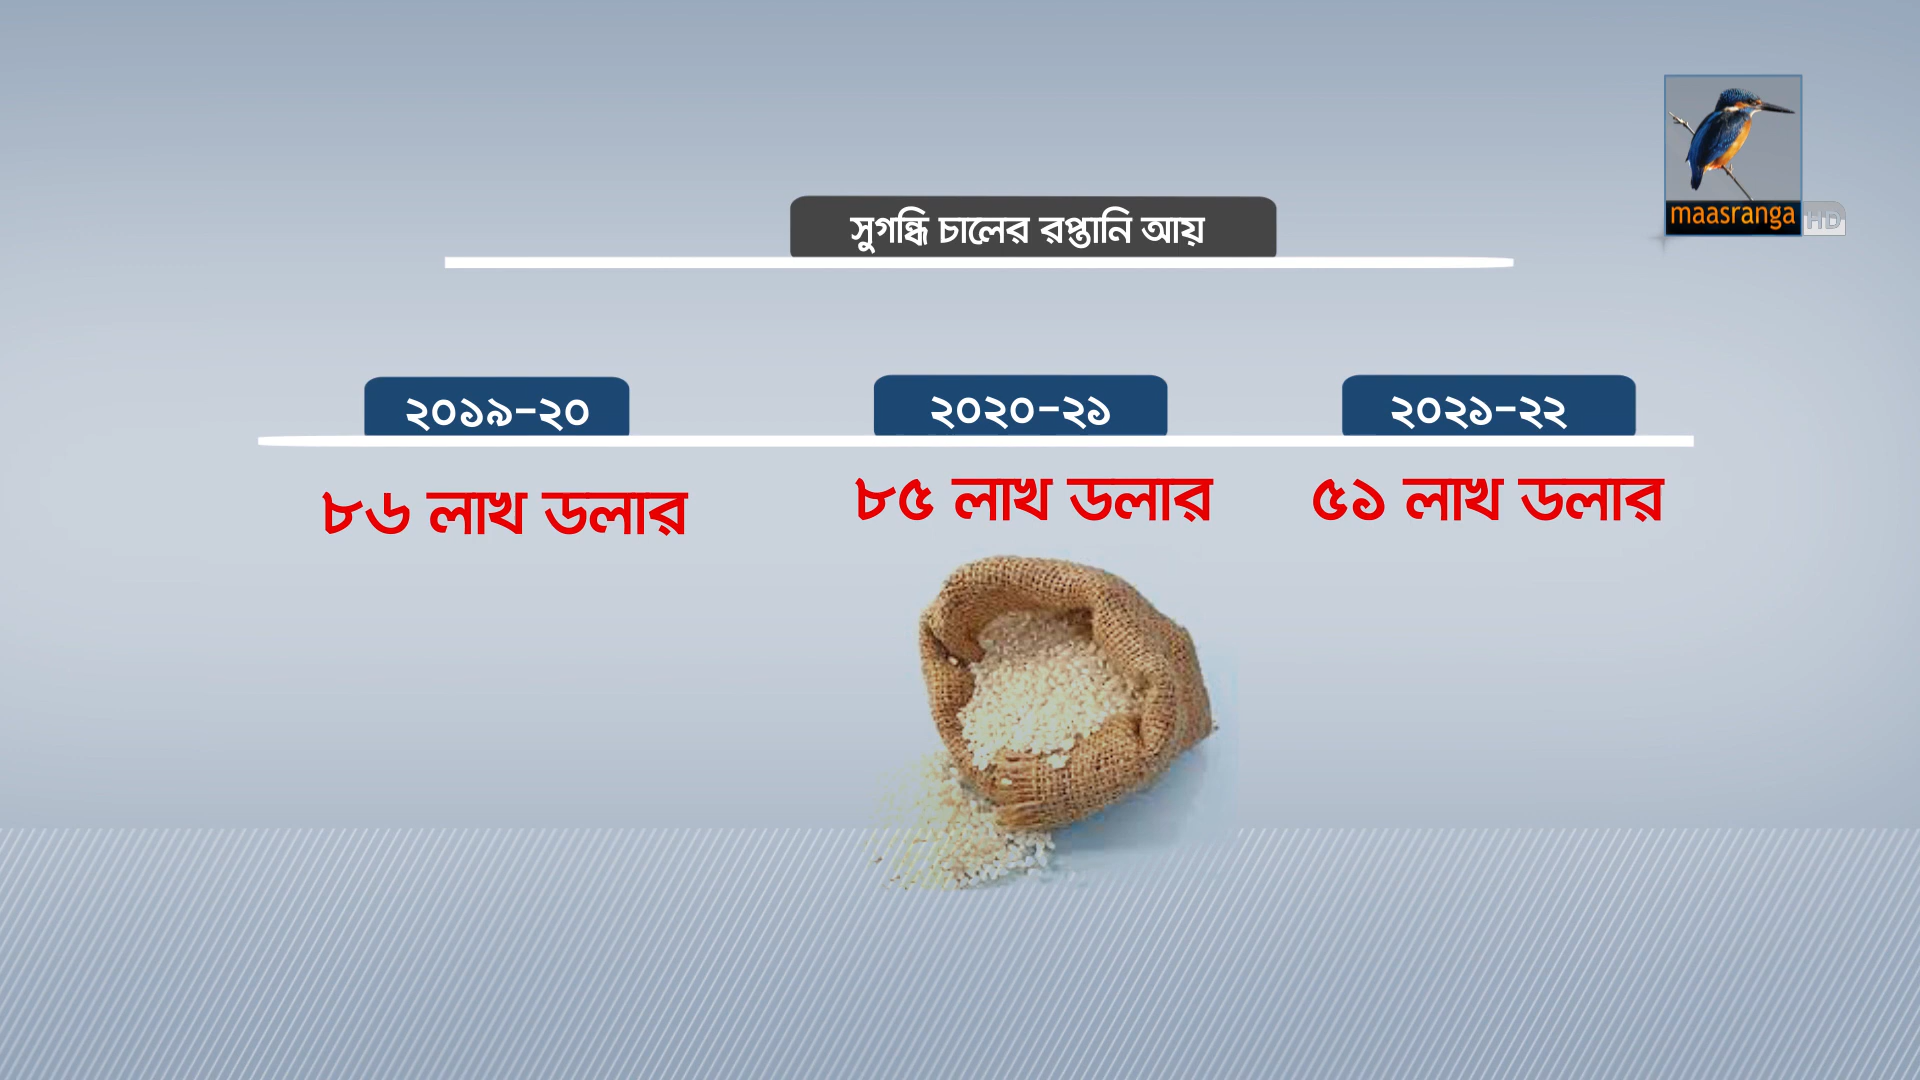 maasranga HD
সুগন্ধি চালের রপ্তানি আয়
২০১৯-২০ ২০২০-২১ ২০২১-২২
৮৬ লাখ ডলার ৮৫ লাখ ডলার ৫১ লাখ ডলার